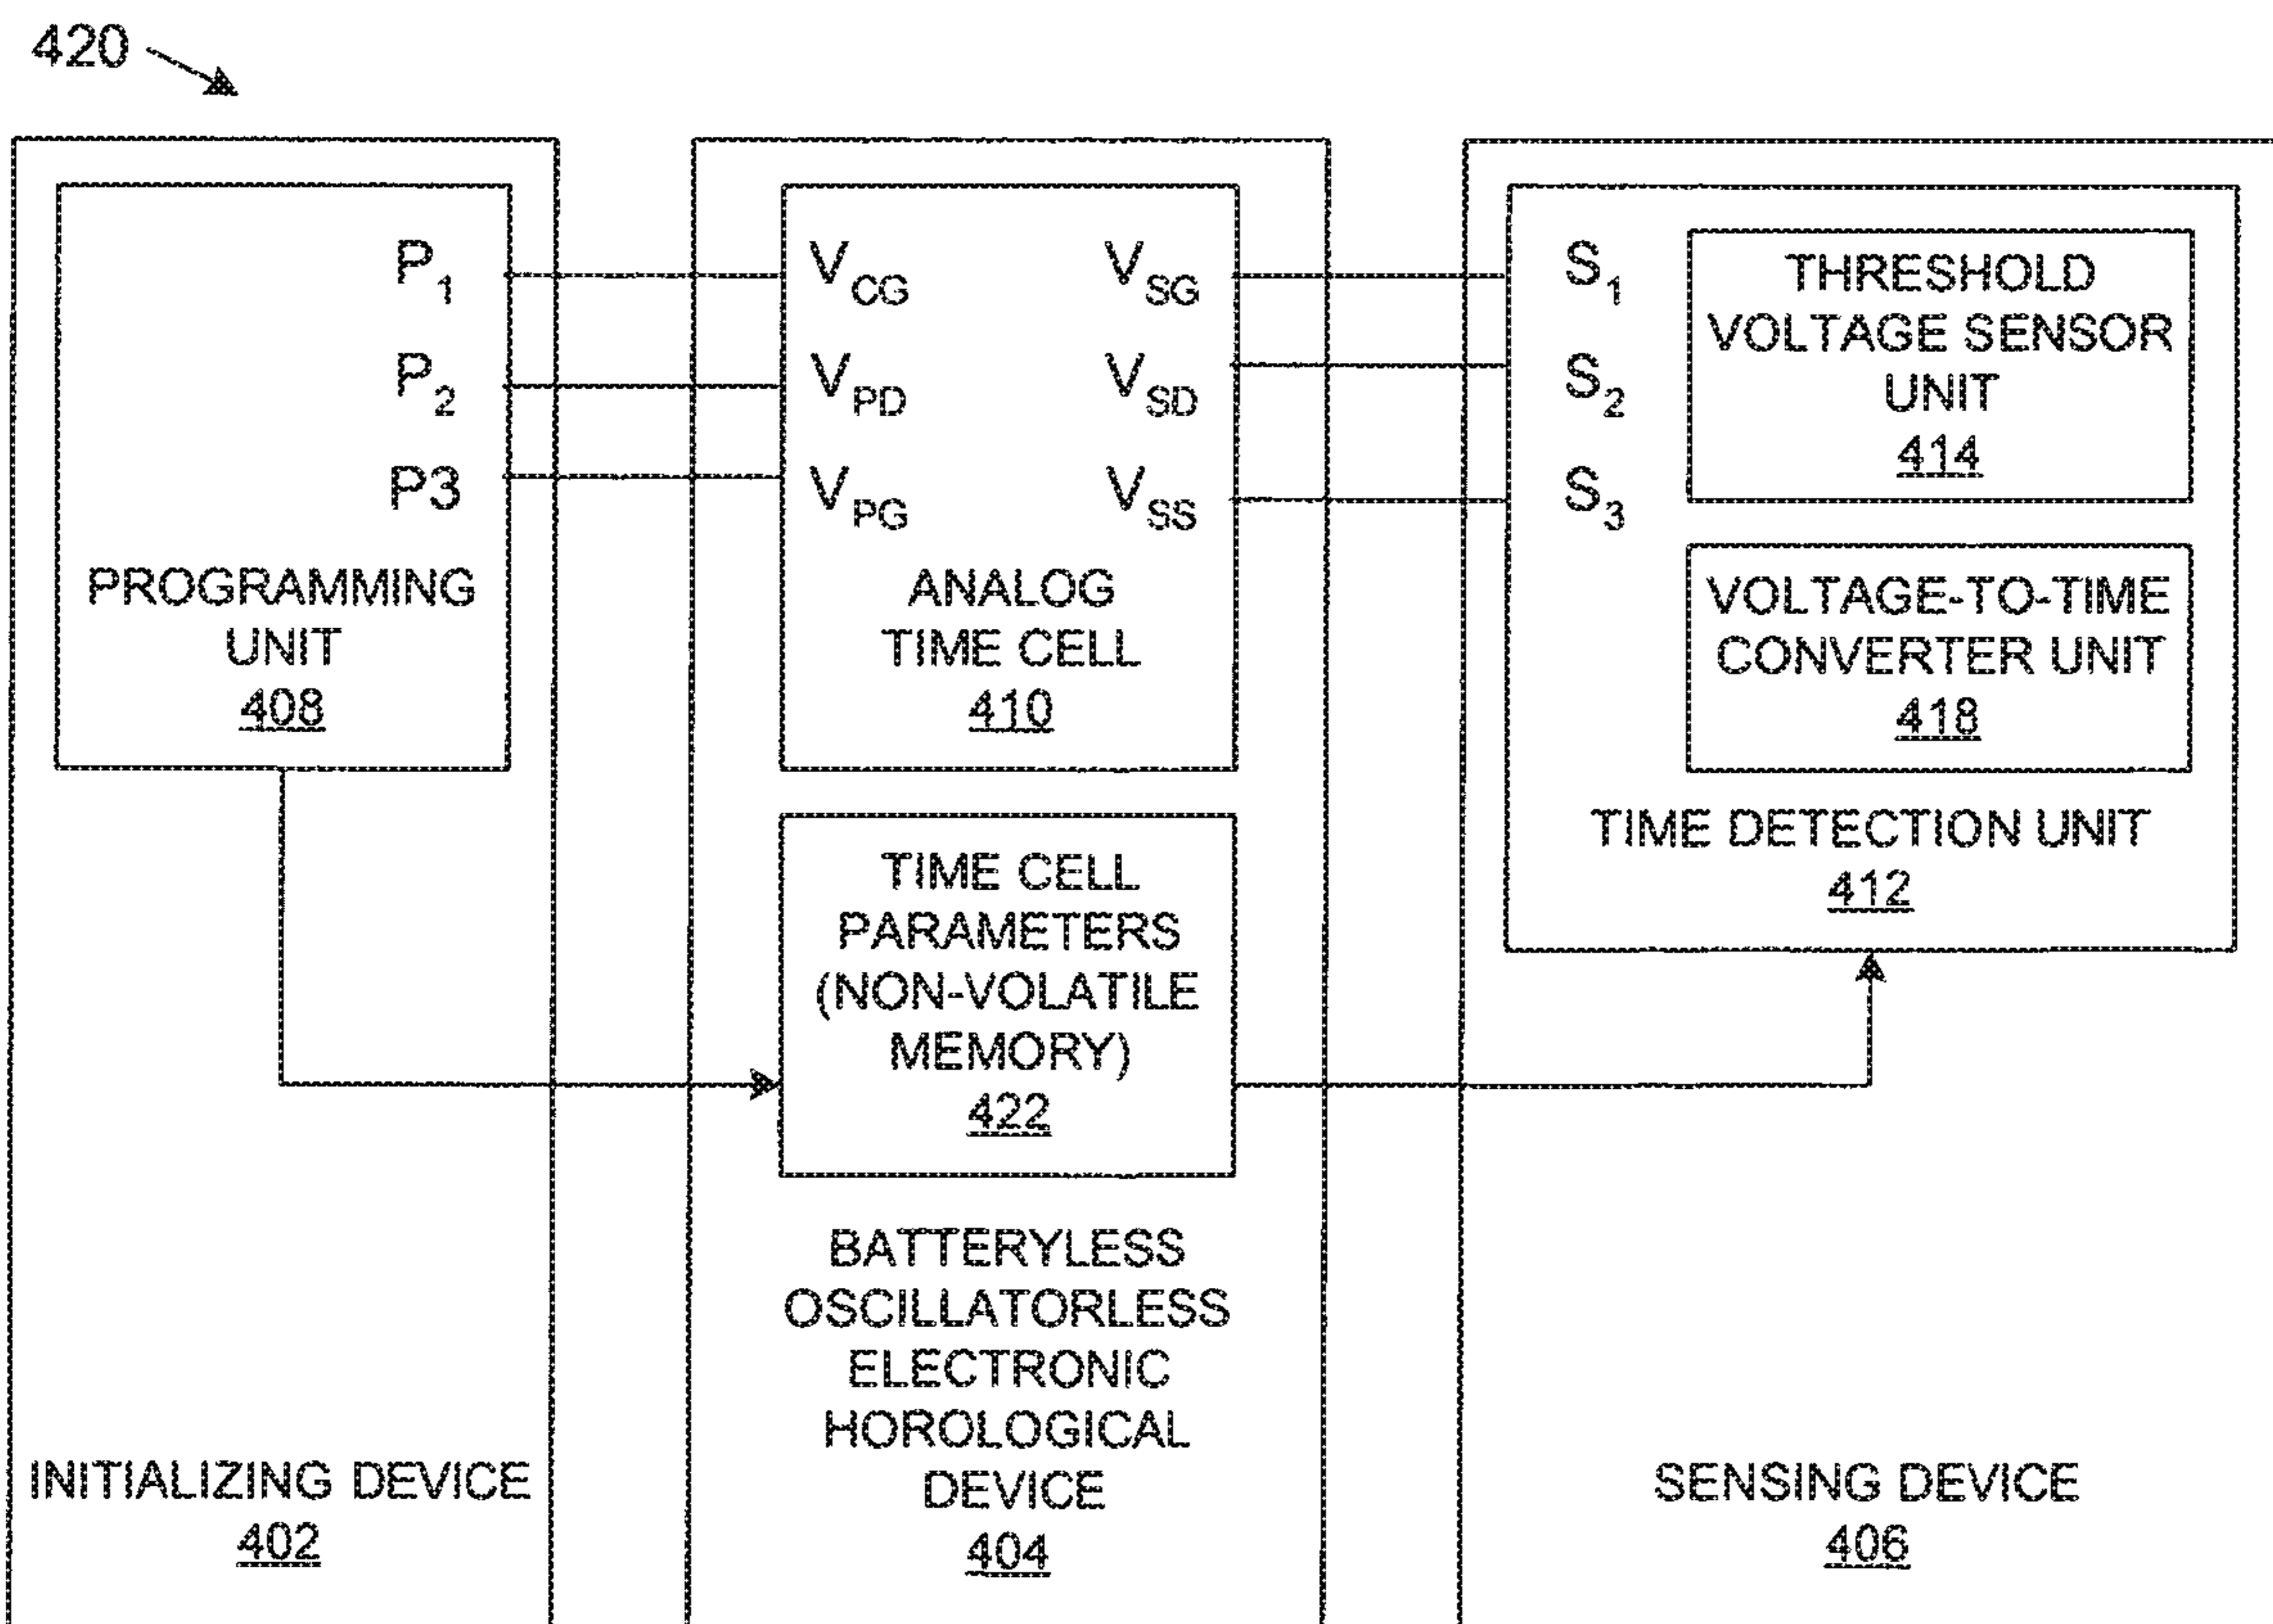 420
P1
P2
P3
PROGRAMMING
UNIT
408
INITIALIZING DEVICE
402
VCG
VPD
VPG
VSG
VSD
VSS
ANALOG
TIME CELL
410
TIME CELL
PARAMETERS
(NON-VOLATILE
MEMORY)
422
BATTERYLESS
OSCILLATORLESS
ELECTRONIC
HOROLOGICAL
DEVICE
404
S1
S2
S3
THRESHOLD
VOLTAGE SENSOR
UNIT
414
VOLTAGE-TO-TIME
CONVERTER UNIT
418
TIME DETECTION UNIT
412
SENSING DEVICE
406